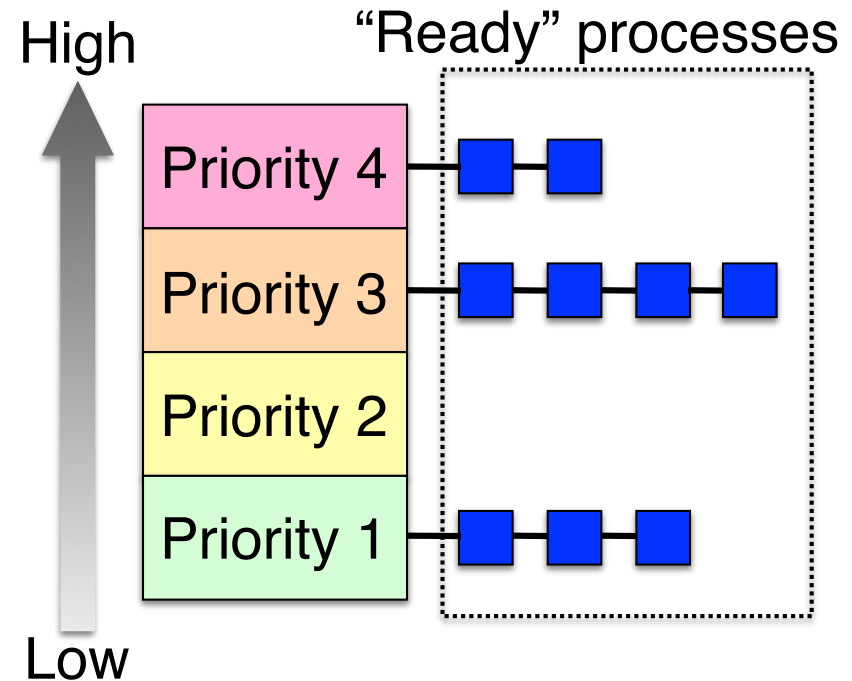 High
“Ready” processes
Priority 4
Priority 3
Priority 2
Priority 1
Low